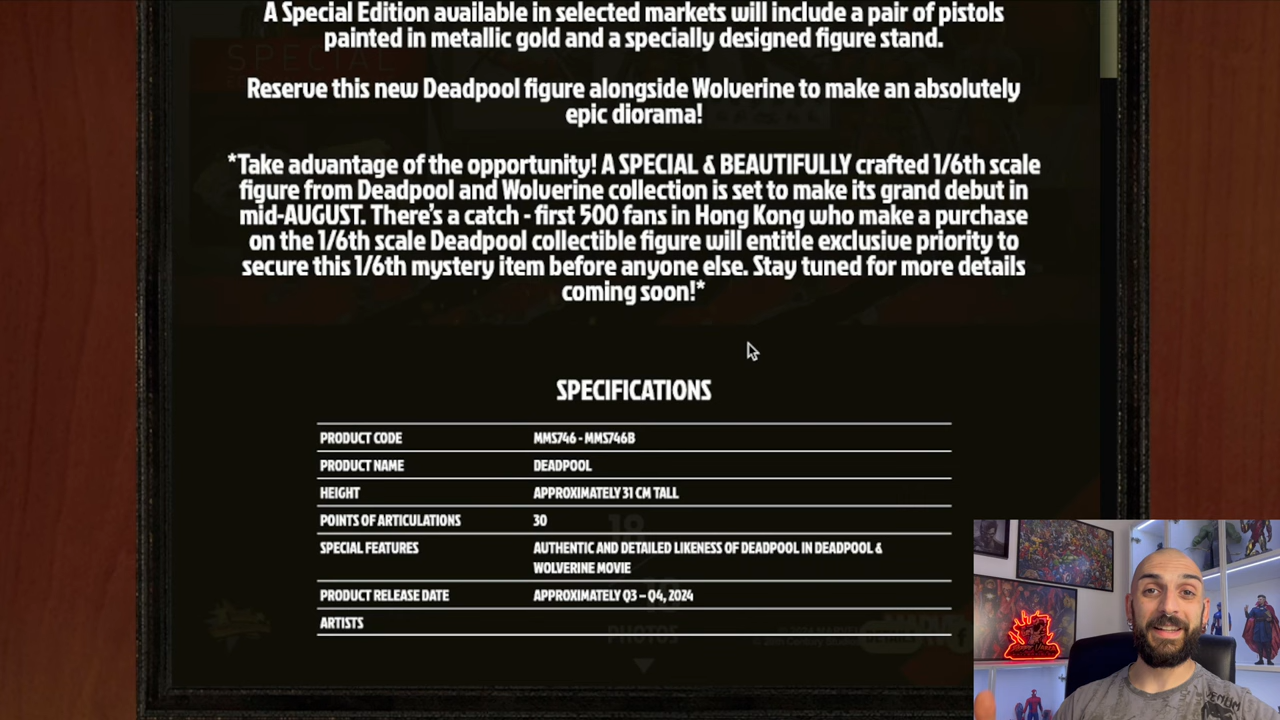 A Special Edition available in selected markets will include a pair of pistols
painted in metallic gold and a specially designed figure stand.
Reserve this new Deadpool figure alongside Wolverine to make an absolutely
epic diorama!
*Take advantage of the opportunity! A SPECIAL & BEAUTIFULLY crafted 1/6th scale
figure from Deadpool and Wolverine collection is set to make its grand debut in
mid-AUGUST. There's a catch - first 500 fans in Hong Kong who make a purchase
on the 1/6th scale Deadpool collectible figure will entitle exclusive priority to
secure this 1/6th mystery item before anyone else. Stay tuned for more details
coming soon!*
SPECIFICATIONS
PRODUCT CODE MMS746 - MMS746B
PRODUCT NAME DEADPOOL
HEIGHT APPROXIMATELY 31 CM TALL
POINTS OF ARTICULATIONS 30
SPECIAL FEATURES AUTHENTIC AND DETAILED LIKENESS OF DEADPOOL IN DEADPOOL &
WOLVERINE MOVIE
PRODUCT RELEASE DATE APPROXIMATELY Q3 – Q4, 2024
ARTISTS
PHOTOS
VENUM